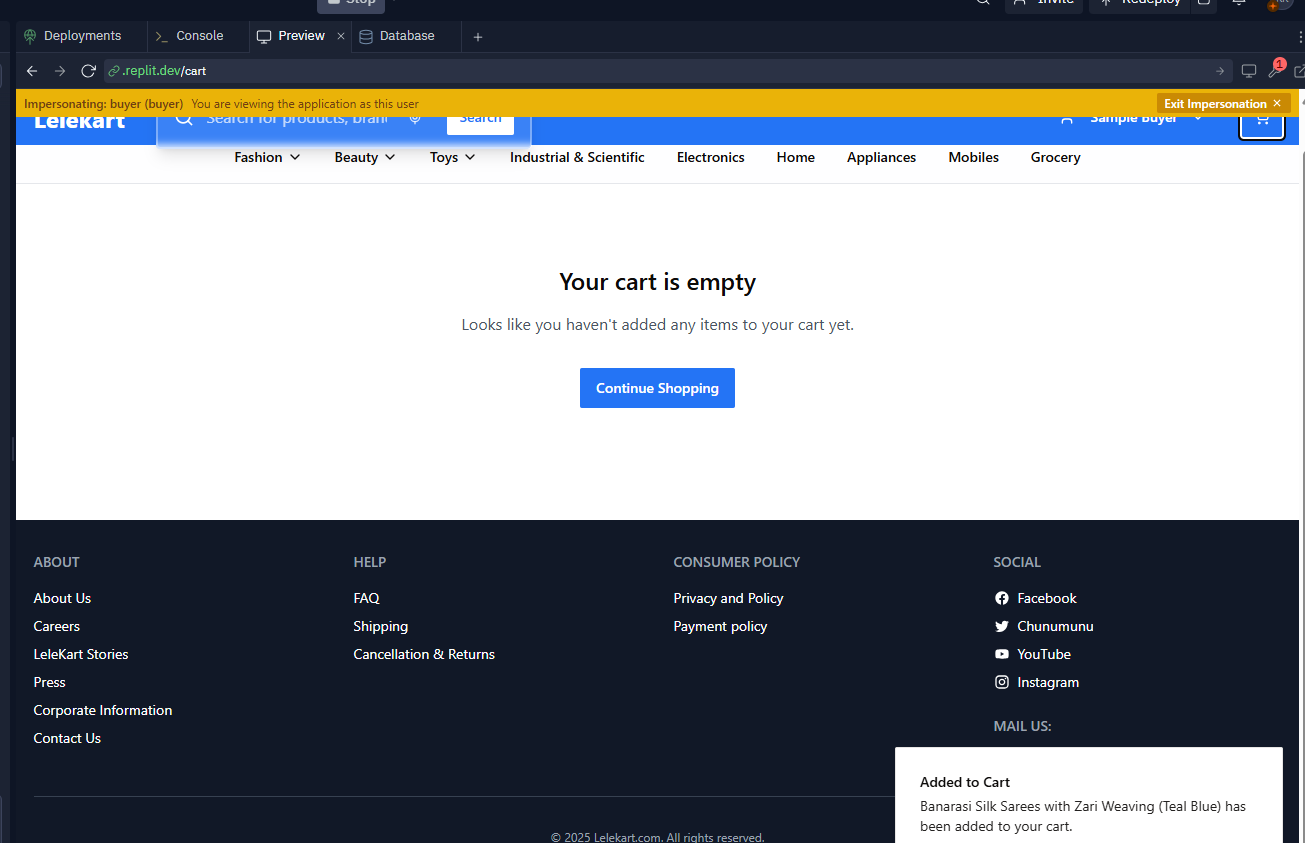 Stop
Invite
Redeploy
Deployments
Console
Preview
Database
.replit.dev/cart
1
Impersonating: buyer (buyer) You are viewing the application as this user
Exit Impersonation
Lelekart
Search for products, bran
Search
Sample Buyer
Fashion
Beauty
Toys
Industrial & Scientific
Electronics
Home
Appliances
Mobiles
Grocery
Your cart is empty
Looks like you haven't added any items to your cart yet.
Continue Shopping
ABOUT
About Us
Careers
LeleKart Stories
Press
Corporate Information
Contact Us
HELP
FAQ
Shipping
Cancellation & Returns
CONSUMER POLICY
Privacy and Policy
Payment policy
SOCIAL
Facebook
Chunumunu
YouTube
Instagram
MAIL US:
Added to Cart
Banarasi Silk Sarees with Zari Weaving (Teal Blue) has
been added to your cart.
© 2025 Lelekart.com. All rights reserved.